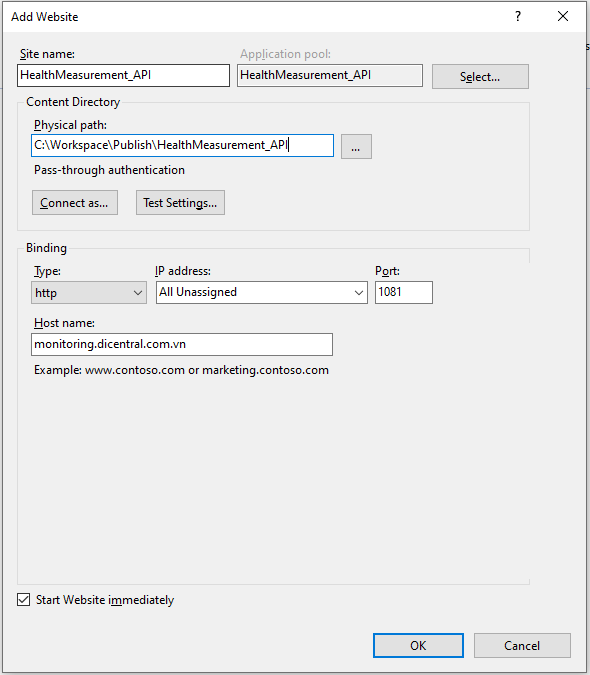 Add Website
?
Site name:
Application pool:
HealthMeasurement_API
HealthMeasurement_API
Select...
Content Directory
Physical path:
C:\Workspace\Publish\HealthMeasurement_API
...
Pass-through authentication
Connect as...
Test Settings...
Binding
Type:
IP address:
Port:
http
All Unassigned
1081
Host name:
monitoring.dicentral.com.vn
Example: www.contoso.com or marketing.contoso.com
Start Website immediately
OK
Cancel